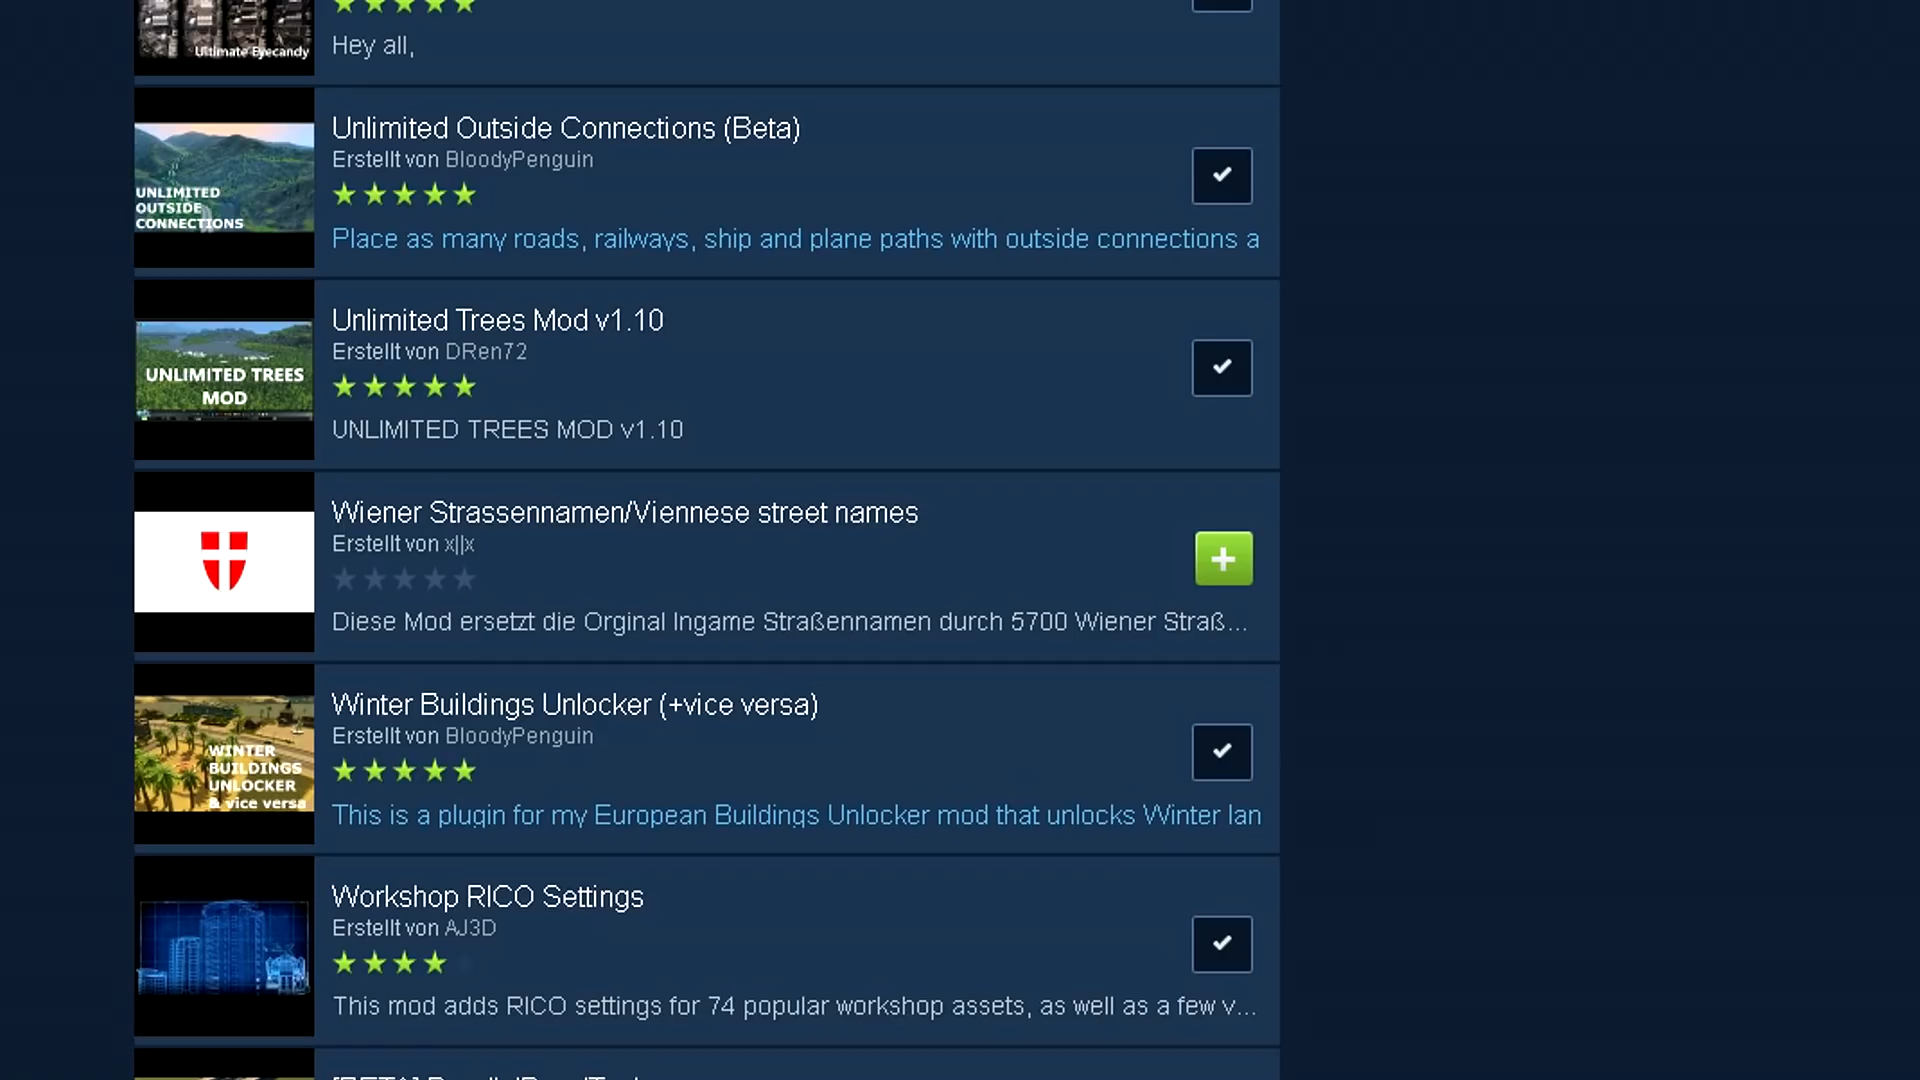 Ultimate Eyecandy
Hey all,
UNLIMITED
OUTSIDE
CONNECTIONS
Unlimited Outside Connections (Beta)
Erstellt von BloodyPenguin
Place as many roads, railways, ship and plane paths with outside connections a
UNLIMITED TREES
MOD
Unlimited Trees Mod v1.10
Erstellt von DRen72
UNLIMITED TREES MOD v1.10
Wiener Strassennamen/Viennese street names
Erstellt von x||x
Diese Mod ersetzt die Orginal Ingame Straßennamen durch 5700 Wiener Straß...
WINTER
BUILDINGS
UNLOCKER
& vice versa
Winter Buildings Unlocker (+vice versa)
Erstellt von BloodyPenguin
This is a plugin for my European Buildings Unlocker mod that unlocks Winter lan
Workshop RICO Settings
Erstellt von AJ3D
This mod adds RICO settings for 74 popular workshop assets, as well as a few v...